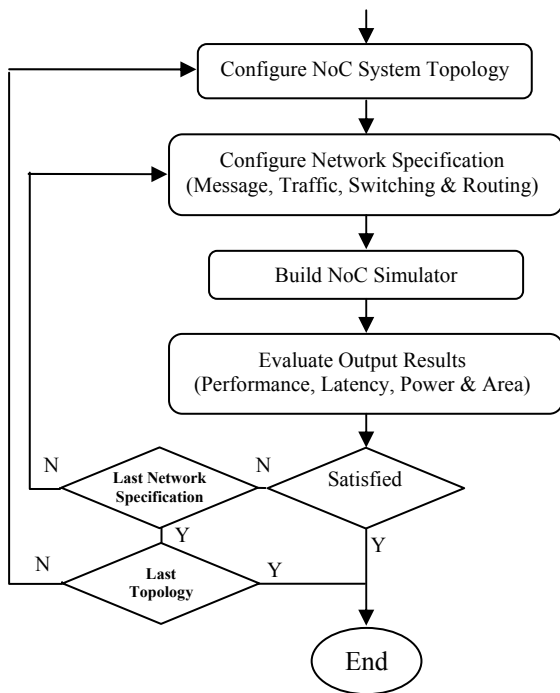 Configure NoC System Topology
Configure Network Specification
(Message, Traffic, Switching & Routing)
Build NoC Simulator
Evaluate Output Results
(Performance, Latency, Power & Area)
N
Last Network
Specification
N
Satisfied
Y
Y
N
Last
Topology
Y
End